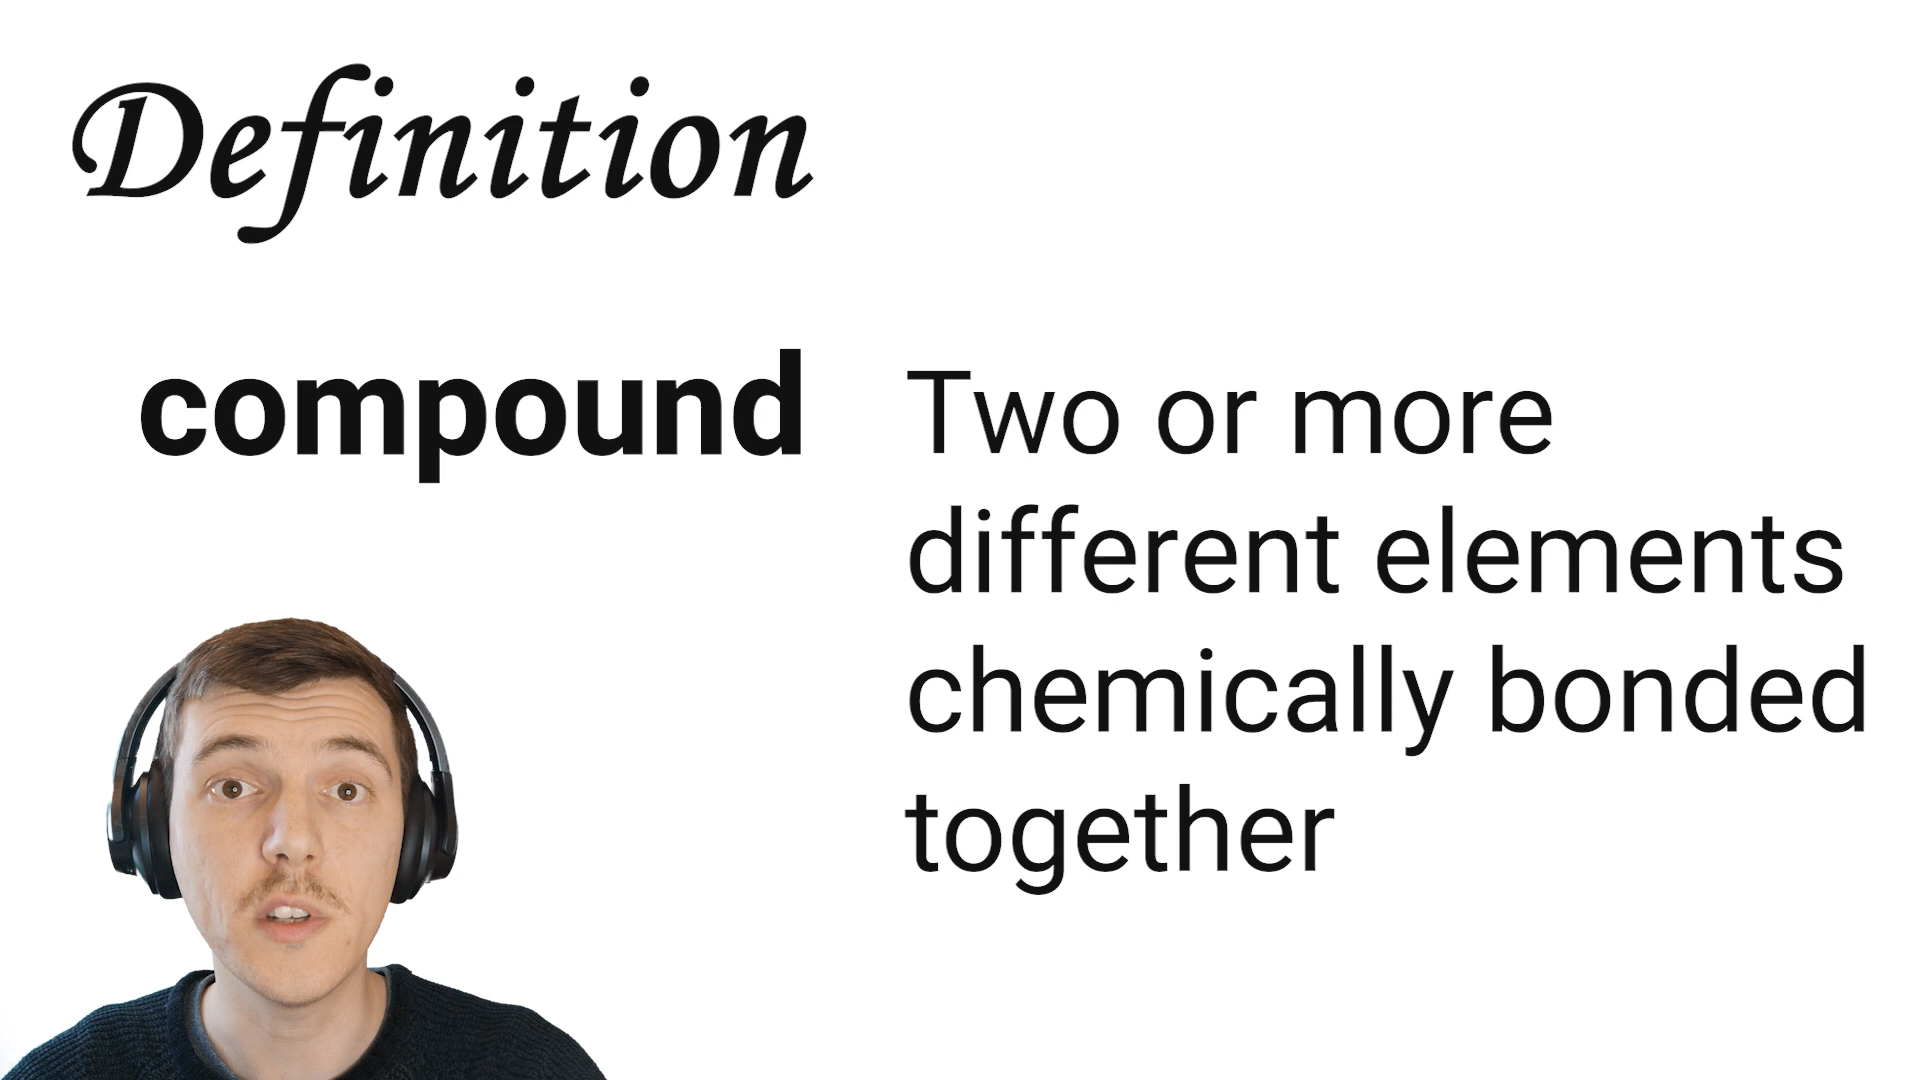 Definition
compound
Two or more
different elements
chemically bonded
together